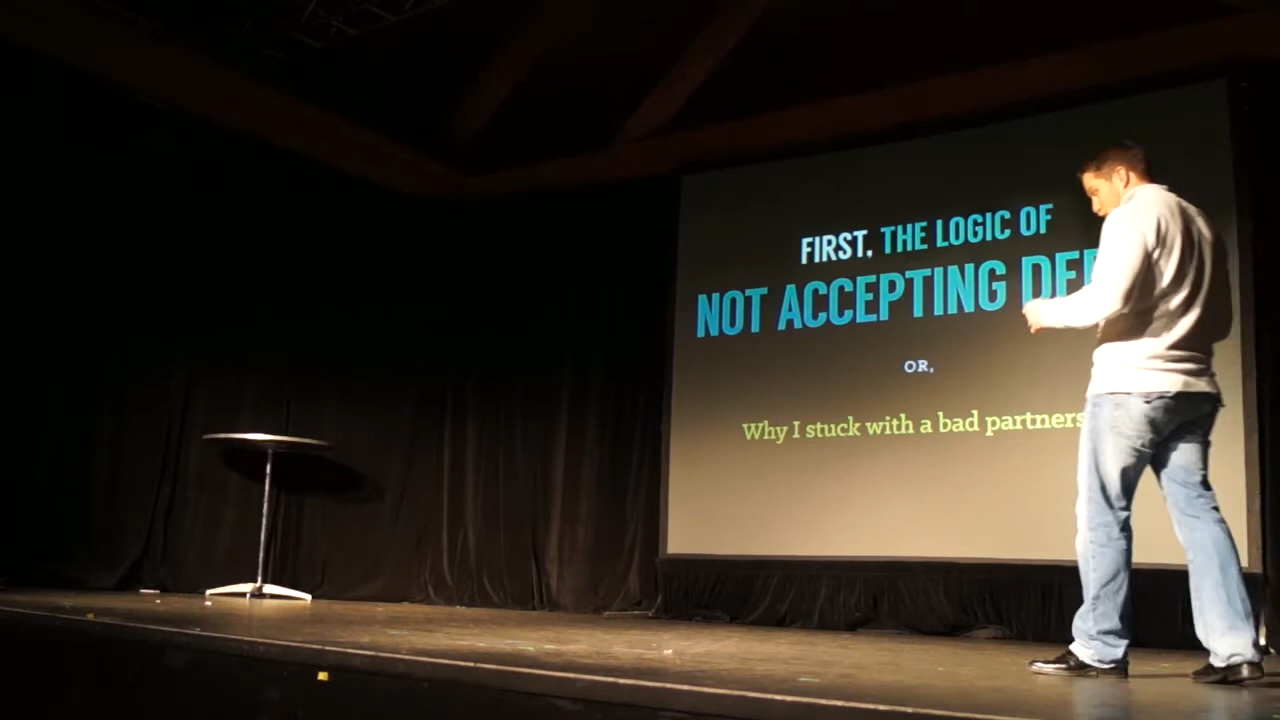 FIRST, THE LOGIC OF
NOT ACCEPTING
OR,
Why I stuck with a bad